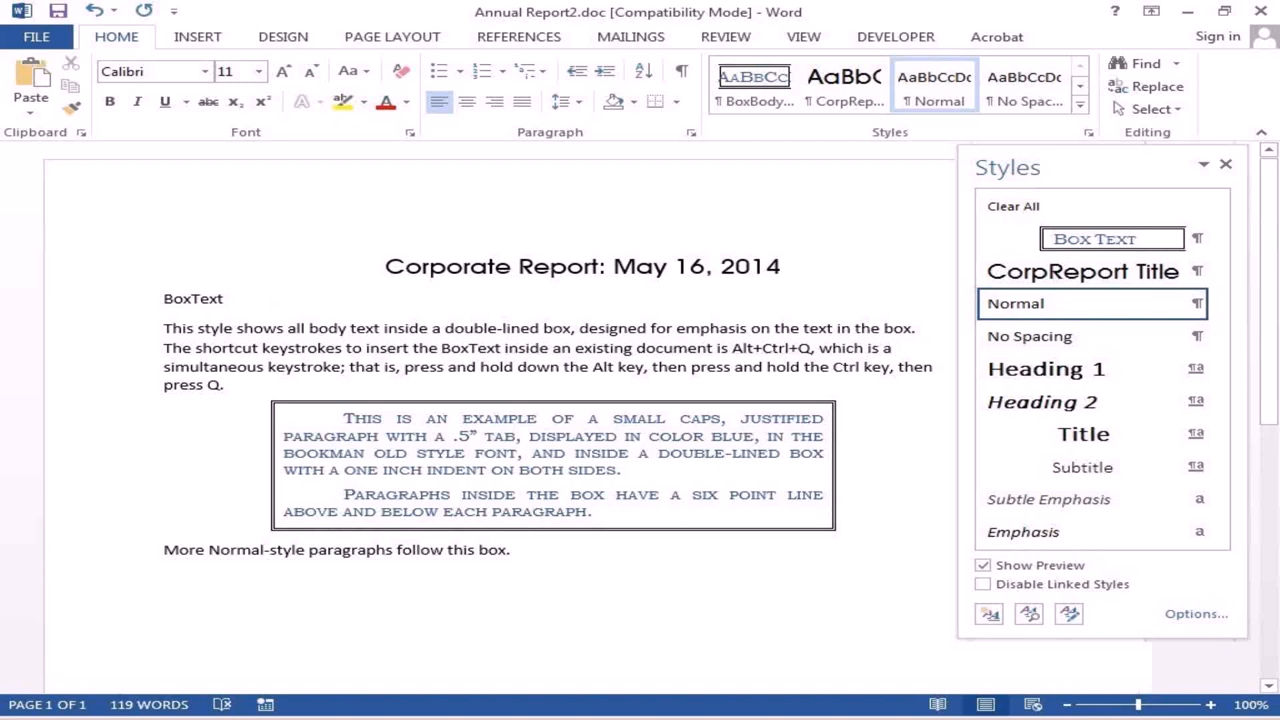 Annual Report2.doc [Compatibility Mode] - Word
FILE HOME INSERT DESIGN PAGE LAYOUT REFERENCES MAILINGS REVIEW VIEW DEVELOPER Acrobat Sign in
Paste
Calibri 11 Aa
B I U abc x₂ x² A A
AaBbCc AaBbC AaBbCcDc AaBbCcDc
¶ BoxBody... ¶ CorpRep... ¶ Normal ¶ No Spac...
Find
Replace
Select
Clipboard Font Paragraph Styles Editing
Corporate Report: May 16, 2014
BoxText
This style shows all body text inside a double-lined box, designed for emphasis on the text in the box.
The shortcut keystrokes to insert the BoxText inside an existing document is Alt+Ctrl+Q, which is a
simultaneous keystroke; that is, press and hold down the Alt key, then press and hold the Ctrl key, then
press Q.
THIS IS AN EXAMPLE OF A SMALL CAPS, JUSTIFIED
PARAGRAPH WITH A .5” TAB, DISPLAYED IN COLOR BLUE, IN THE
BOOKMAN OLD STYLE FONT, AND INSIDE A DOUBLE-LINED BOX
WITH A ONE INCH INDENT ON BOTH SIDES.
PARAGRAPHS INSIDE THE BOX HAVE A SIX POINT LINE
ABOVE AND BELOW EACH PARAGRAPH.
More Normal-style paragraphs follow this box.
Styles
Clear All
BOX TEXT ¶
CorpReport Title ¶
Normal ¶
No Spacing ¶
Heading 1 ¶a
Heading 2 ¶a
Title ¶a
Subtitle ¶a
Subtle Emphasis a
Emphasis a
Show Preview
Disable Linked Styles
Options...
PAGE 1 OF 1 119 WORDS 100%